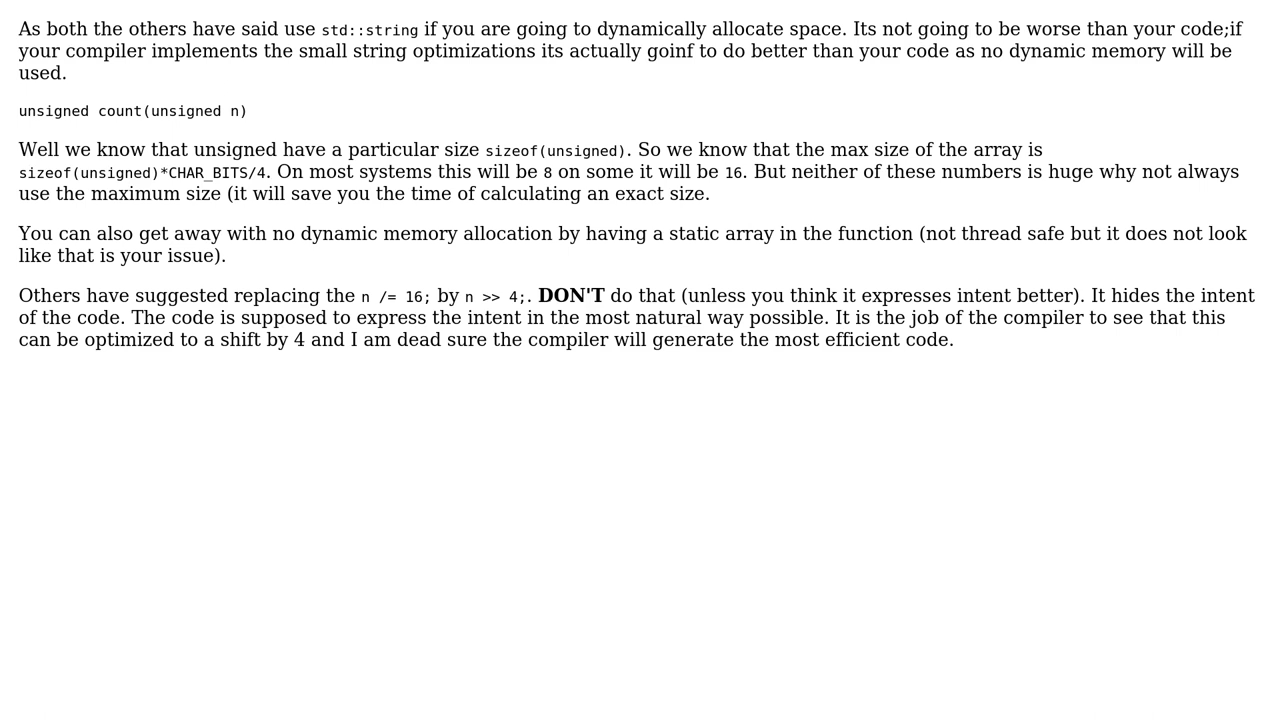 As both the others have said use std::string if you are going to dynamically allocate space. Its not going to be worse than your code;if
your compiler implements the small string optimizations its actually goinf to do better than your code as no dynamic memory will be
used.
unsigned count(unsigned n)
Well we know that unsigned have a particular size sizeof(unsigned). So we know that the max size of the array is
sizeof(unsigned)*CHAR_BITS/4. On most systems this will be 8 on some it will be 16. But neither of these numbers is huge why not always
use the maximum size (it will save you the time of calculating an exact size.
You can also get away with no dynamic memory allocation by having a static array in the function (not thread safe but it does not look
like that is your issue).
Others have suggested replacing the n /= 16; by n >> 4;. DON'T do that (unless you think it expresses intent better). It hides the intent
of the code. The code is supposed to express the intent in the most natural way possible. It is the job of the compiler to see that this
can be optimized to a shift by 4 and I am dead sure the compiler will generate the most efficient code.